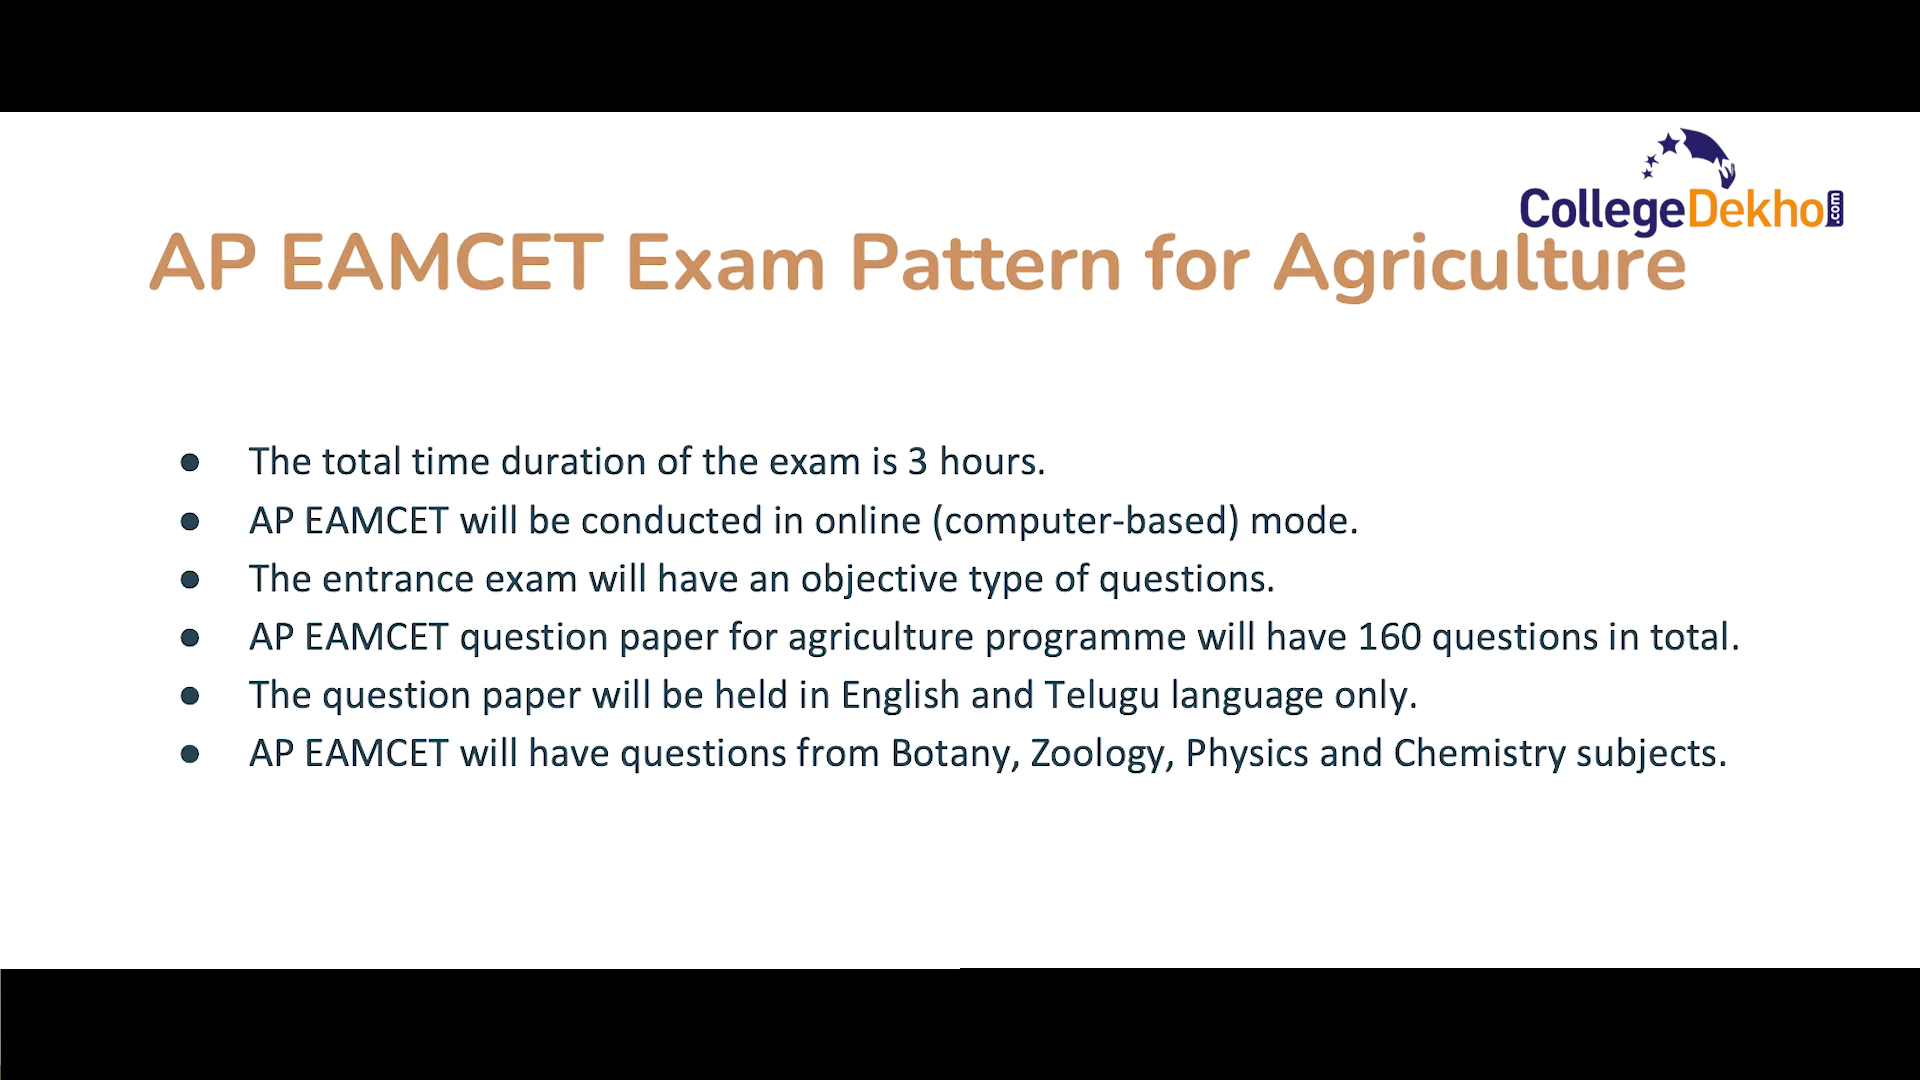 CollegeDekho.com
AP EAMCET Exam Pattern for Agriculture
● The total time duration of the exam is 3 hours.
● AP EAMCET will be conducted in online (computer-based) mode.
● The entrance exam will have an objective type of questions.
● AP EAMCET question paper for agriculture programme will have 160 questions in total.
● The question paper will be held in English and Telugu language only.
● AP EAMCET will have questions from Botany, Zoology, Physics and Chemistry subjects.